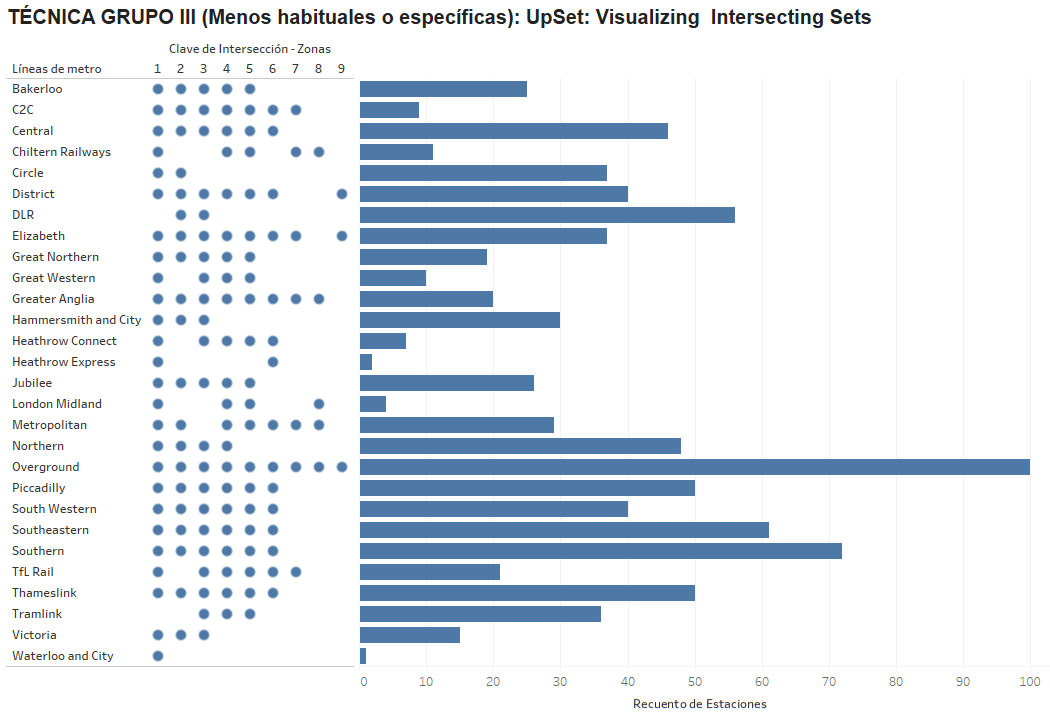 TÉCNICA GRUPO III (Menos habituales o específicas): UpSet: Visualizing Intersecting Sets
Clave de Intersección - Zonas
Líneas de metro 1 2 3 4 5 6 7 8 9
Bakerloo
C2C
Central
Chiltern Railways
Circle
District
DLR
Elizabeth
Great Northern
Great Western
Greater Anglia
Hammersmith and City
Heathrow Connect
Heathrow Express
Jubilee
London Midland
Metropolitan
Northern
Overground
Piccadilly
South Western
Southeastern
Southern
TfL Rail
Thameslink
Tramlink
Victoria
Waterloo and City
0 10 20 30 40 50 60 70 80 90 100
Recuento de Estaciones